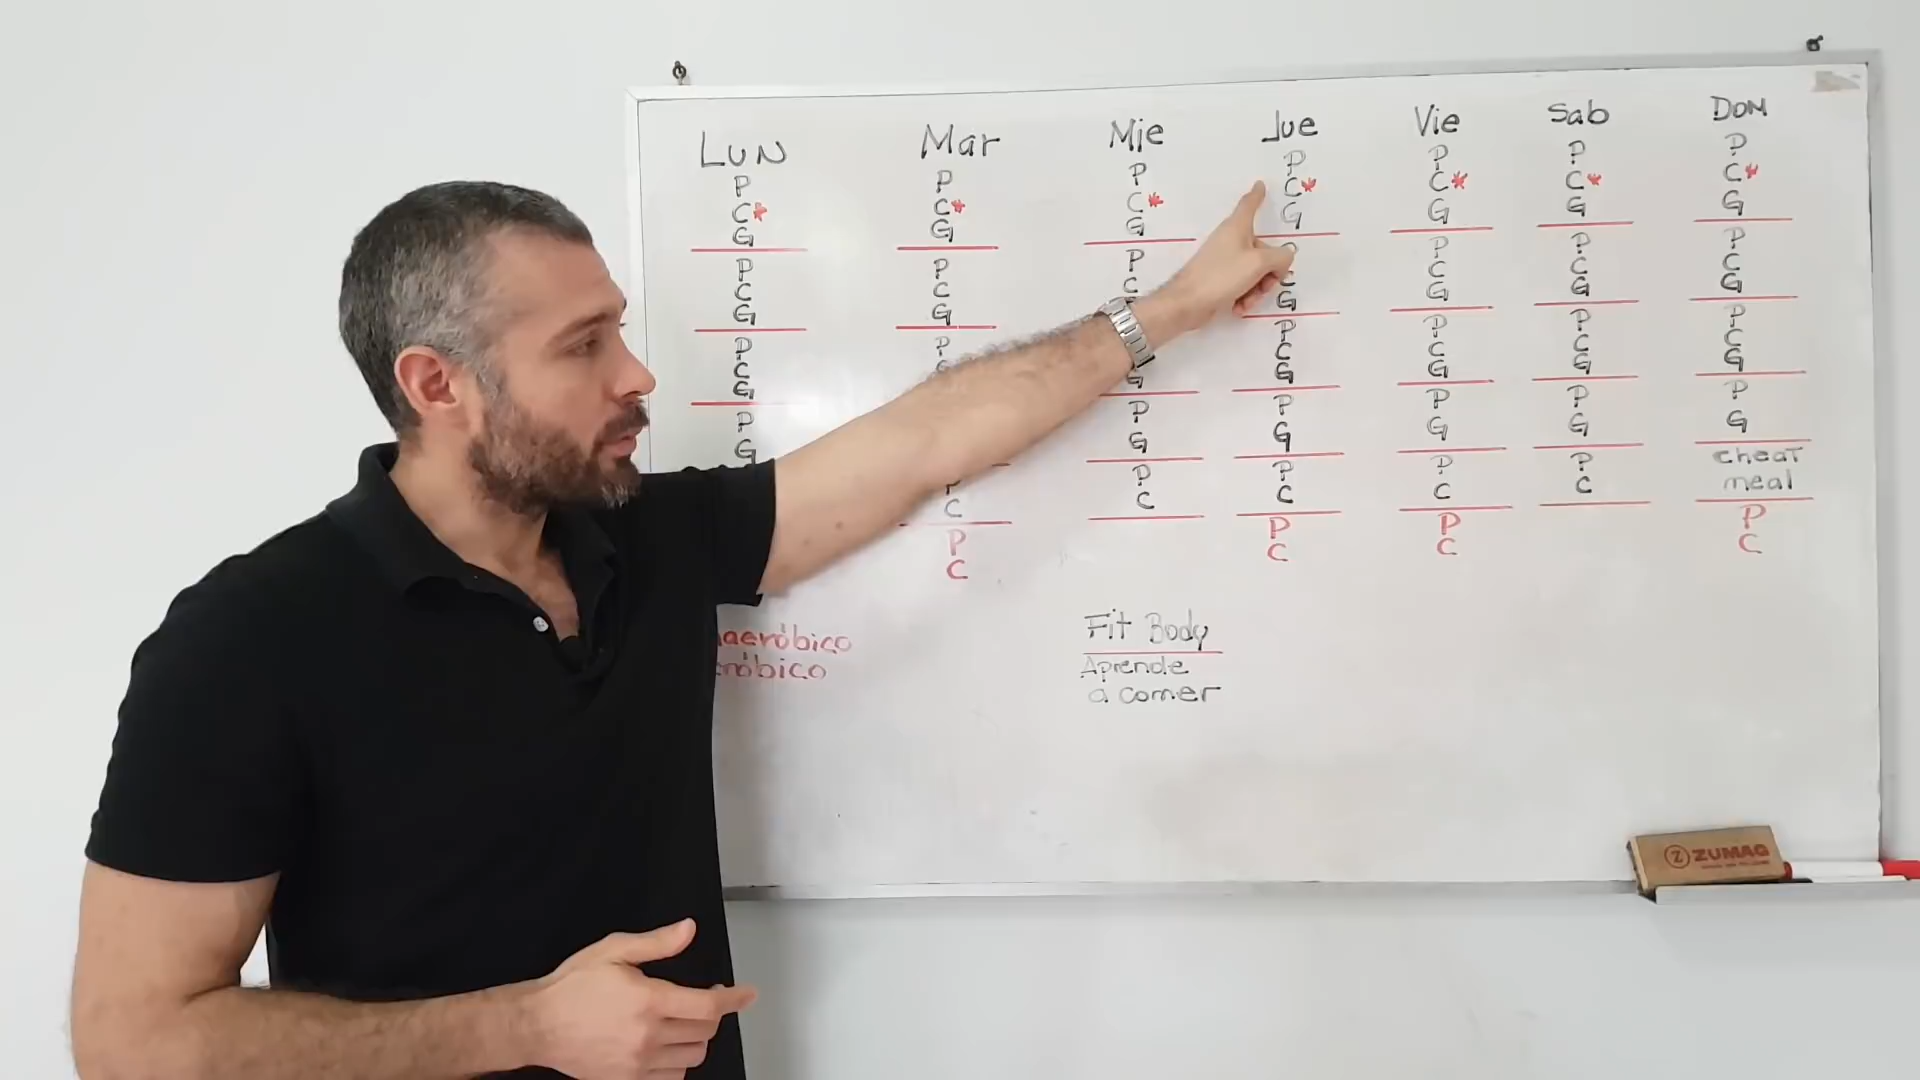 LUN Mar Mie Jue Vie Sab DOM
P P P P P P P
C* C* C* C* C* C* C*
G G G G G G G
P P P P P P
C C C C C C
G G G G G G
P P P P P P
C C C C C
G G G G G G
P P P P P P
G G G G G G
P P P P P cheat
C C C C C meal
P P P P
C C C C
aeróbico
Fit Body
Aprende
a comer
ZUMAG